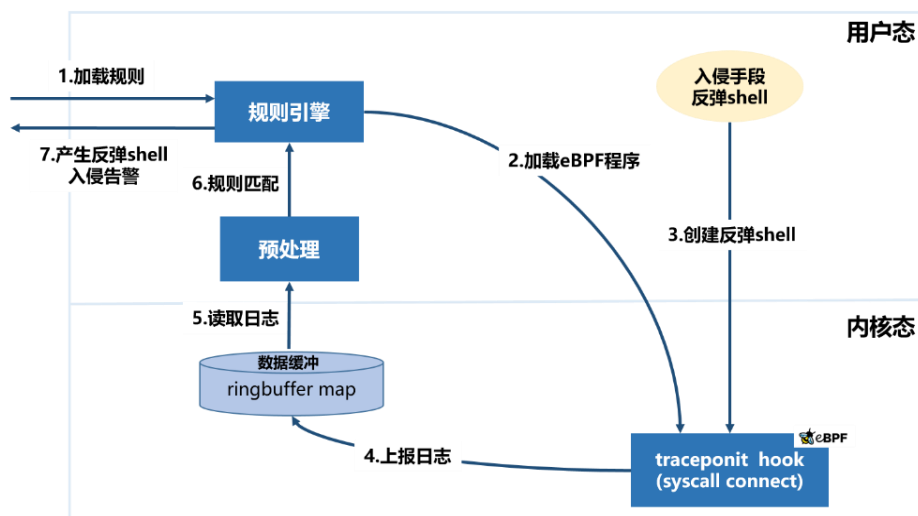 用户态
1.加载规则
入侵手段
反弹shell
规则引擎
7.产生反弹shell
入侵告警
2.加载eBPF程序
6.规则匹配
3.创建反弹shell
预处理
5.读取日志
内核态
数据缓冲
ringbuffer map
eBPF
4.上报日志
traceponit hook
(syscall connect)